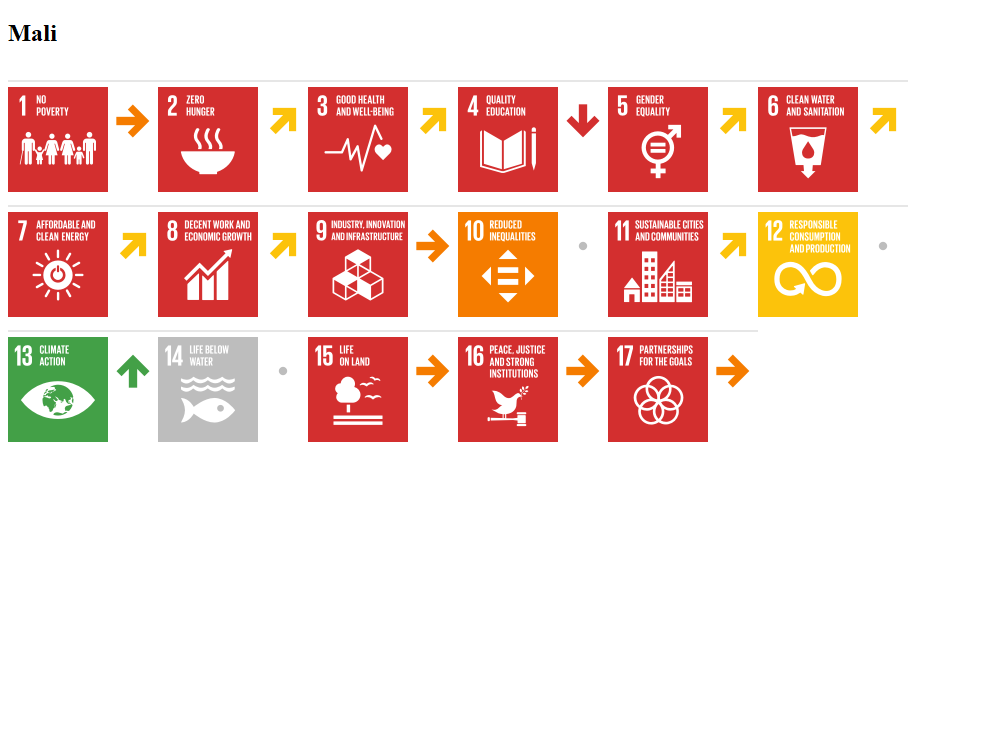 Mali
1 NO
POVERTY
2 ZERO
HUNGER
3 GOOD HEALTH
AND WELL-BEING
4 QUALITY
EDUCATION
5 GENDER
EQUALITY
6 CLEAN WATER
AND SANITATION
7 AFFORDABLE AND
CLEAN ENERGY
8 DECENT WORK AND
ECONOMIC GROWTH
9 INDUSTRY, INNOVATION
AND INFRASTRUCTURE
10 REDUCED
INEQUALITIES
11 SUSTAINABLE CITIES
AND COMMUNITIES
12 RESPONSIBLE
CONSUMPTION
AND PRODUCTION
13 CLIMATE
ACTION
14 LIFE BELOW
WATER
15 LIFE
ON LAND
16 PEACE, JUSTICE
AND STRONG
INSTITUTIONS
17 PARTNERSHIPS
FOR THE GOALS